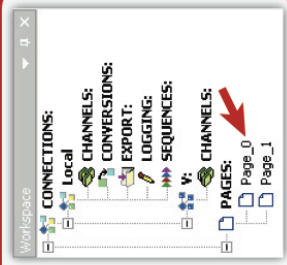 Workspace
CONNECTIONS:
Local
CHANNELS:
CONVERSIONS:
EXPORT:
LOGGING:
SEQUENCES:
V:
CHANNELS:
PAGES:
Page_0
Page_1